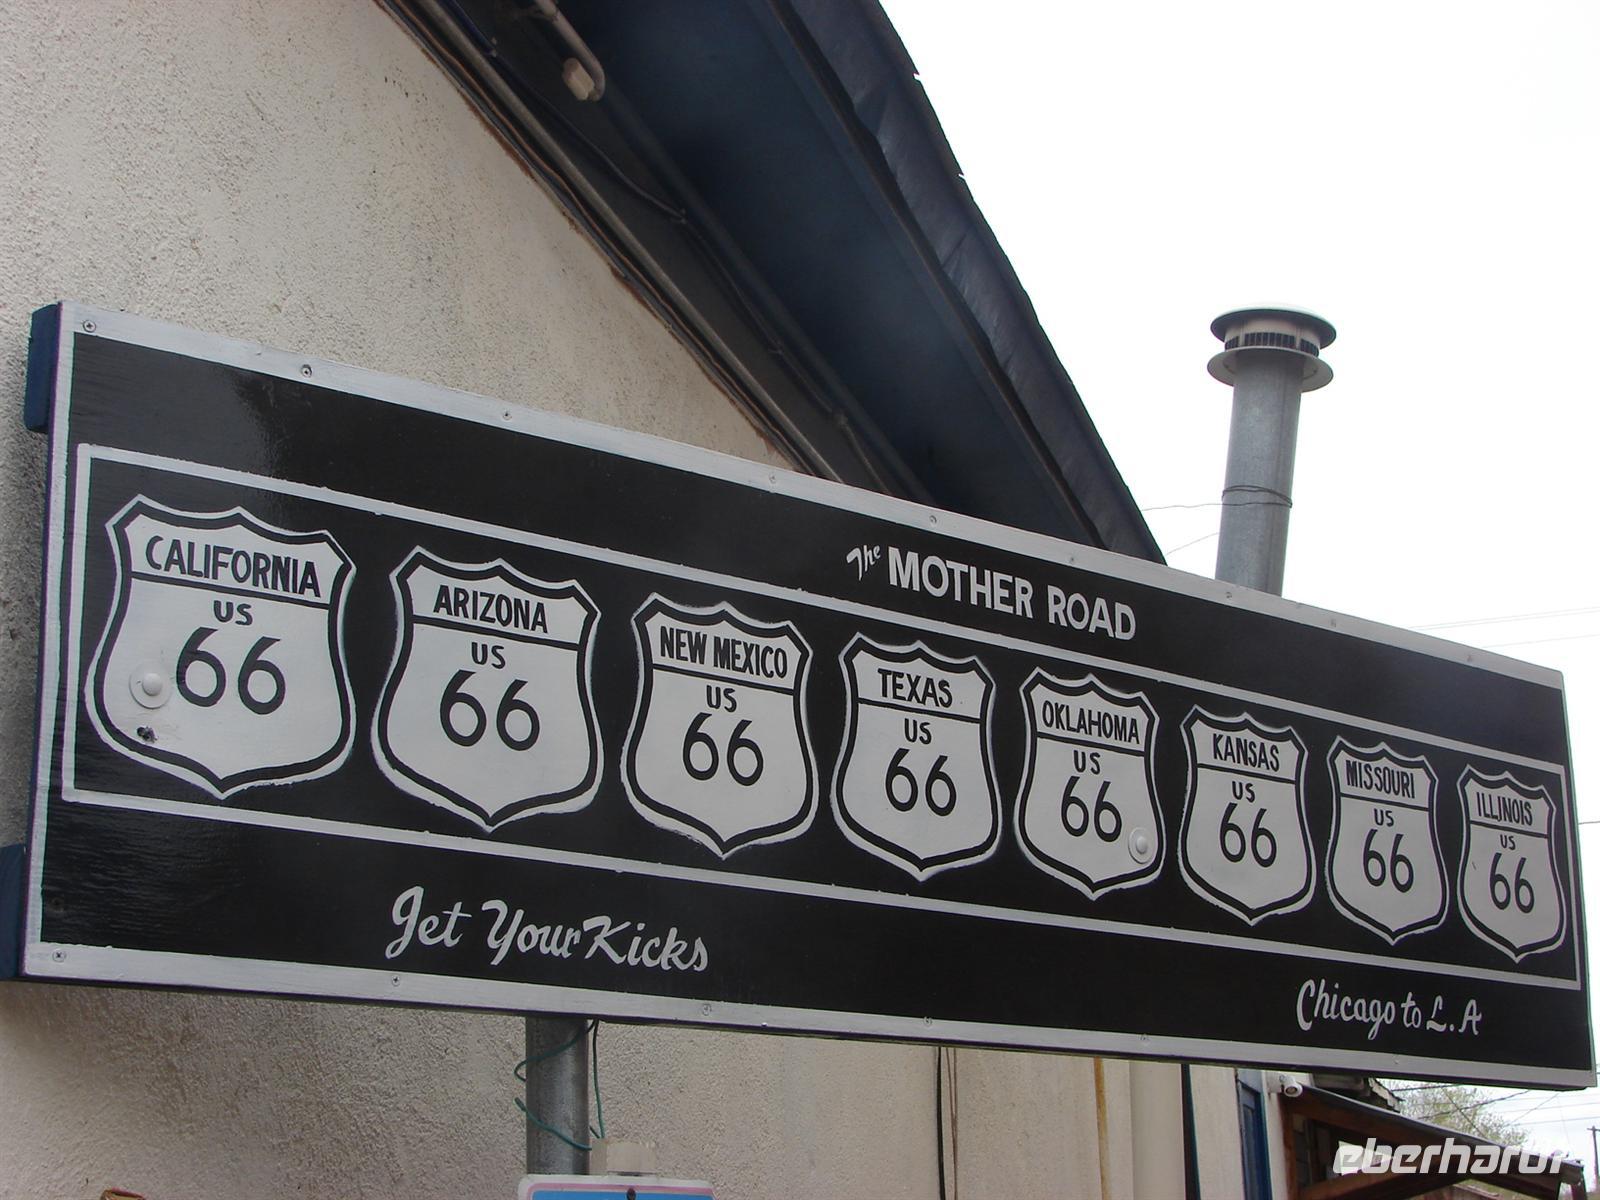 The MOTHER ROAD
CALIFORNIA
US
66
ARIZONA
US
66
NEW MEXICO
US
66
TEXAS
US
66
OKLAHOMA
US
66
KANSAS
US
66
MISSOURI
US
66
ILLINOIS
US
66
Get Your Kicks
Chicago to L.A
eberhardt